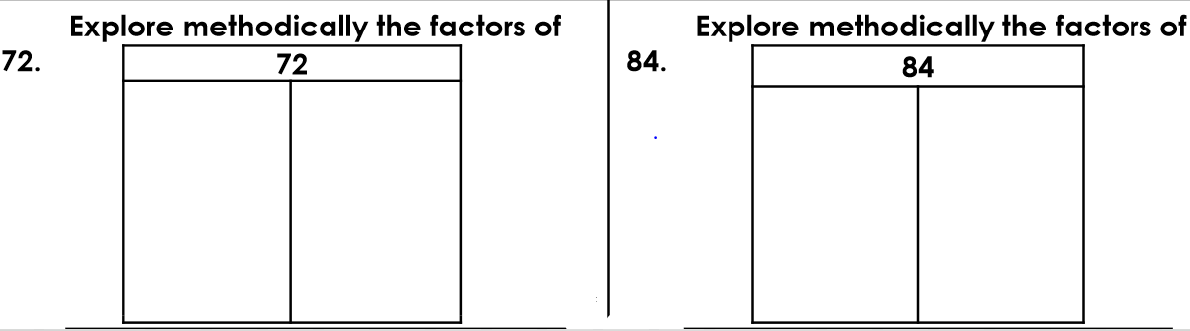 Explore methodically the factors of
72.
72
Explore methodically the factors of
84.
84